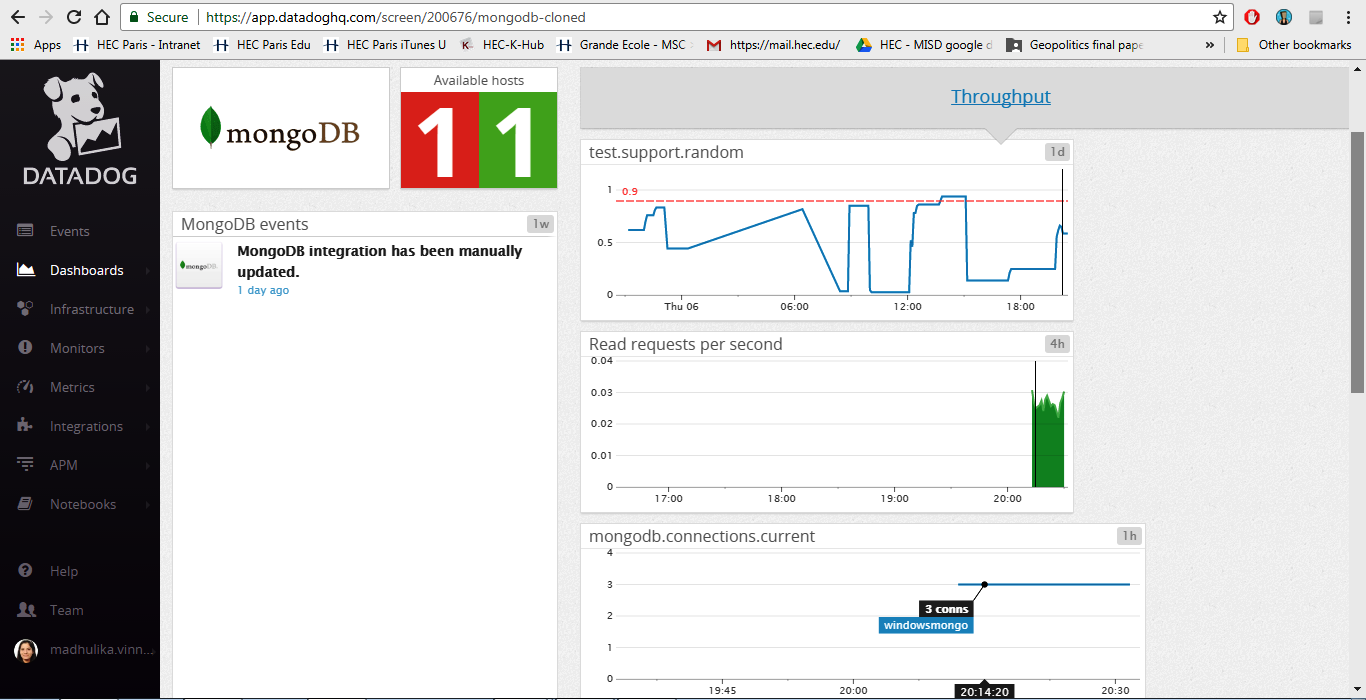 Secure
https://app.datadoghq.com/screen/200676/mongodb-cloned
Apps
HEC Paris - Intranet
HEC Paris Edu
HEC Paris iTunes U
HEC-K-Hub
Grande Ecole - MSC
https://mail.hec.edu/
HEC - MISD google d
Geopolitics final pape
»
Other bookmarks
DATADOG
Events
Dashboards
Infrastructure
Monitors
Metrics
Integrations
APM
Notebooks
Help
Team
madhulika.vinn...
mongoDB
Available hosts
1 1
MongoDB events
1w
mongoDB
MongoDB integration has been manually
updated.
1 day ago
Throughput
test.support.random
1d
1
0.9
0.5
0
Thu 06 06:00 12:00 18:00
Read requests per second
4h
0.04
0.03
0.02
0.01
0
17:00 18:00 19:00 20:00
mongodb.connections.current
1h
4
3
3 conns
2
windowsmongo
1
0
19:45 20:00 20:14:20 20:30